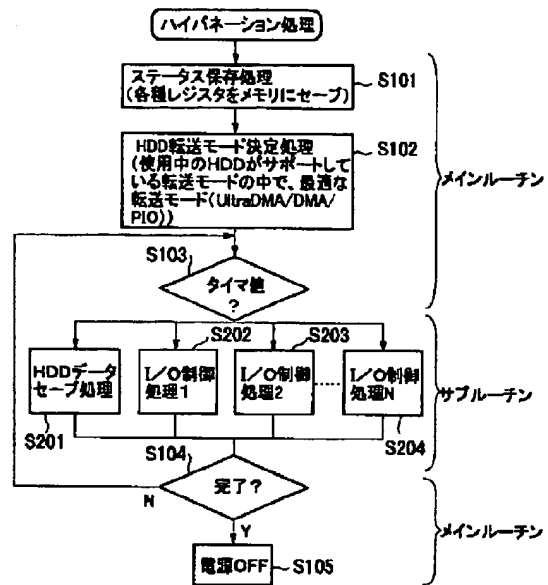 ハイパネーション処理
ステータス保存処理
(各種レジスタをメモリにセーブ)
S101
HDD転送モード決定処理
(使用中のHDDがサポートして
いる転送モードの中で、最適な
転送モード(UltraDMA/DMA/
PIO))
S102
メインルーチン
S103
タイマ値
?
S202
S203
HDDデータ
セーブ処理
I/O制御
処理1
I/O制御
処理2
I/O制御
処理N
サブルーチン
S201
S204
S104
完了?
N
Y
電源OFF
S105
メインルーチン